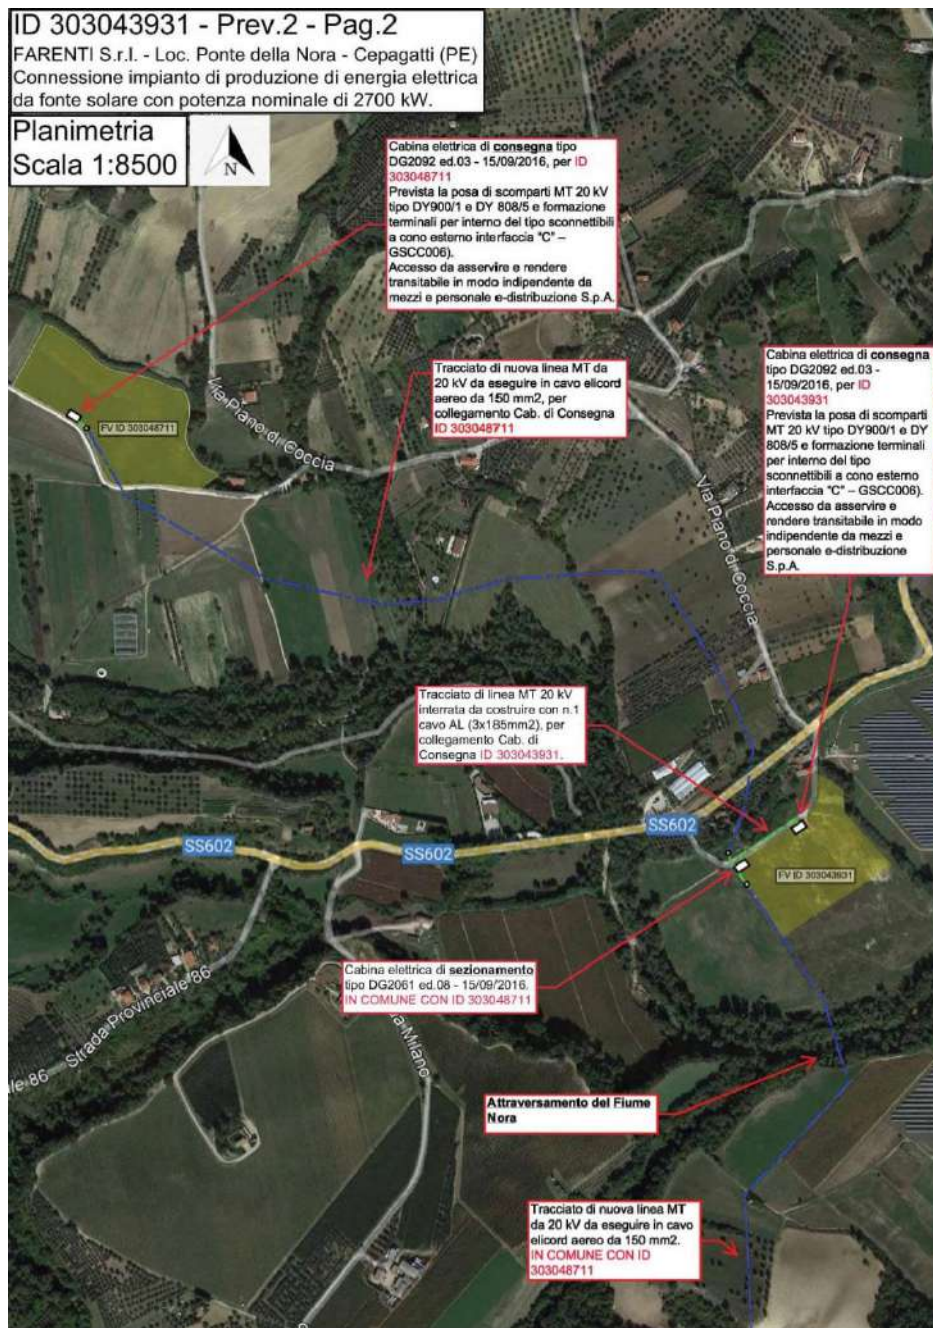 ID 303043931 - Prev.2 - Pag.2
FARENTI S.r.l. - Loc. Ponte della Nora - Cepagatti (PE)
Connessione impianto di produzione di energia elettrica
da fonte solare con potenza nominale di 2700 kW.
Planimetria
Scala 1:8500
N
Cabina elettrica di consegna tipo
DG2092 ed.03 - 15/09/2016, per ID
303048711
Prevista la posa di scomparti MT 20 kV
tipo DY900/1 e DY 808/5 e formazione
terminali per interno del tipo sconnettibili
a cono esterno interfaccia "C" –
GSCC006).
Accesso da asservire e rendere
transitabile in modo indipendente da
mezzi e personale e-distribuzione S.p.A.
Tracciato di nuova linea MT da
20 kV da eseguire in cavo elicord
aereo da 150 mm2, per
collegamento Cab. di Consegna
ID 303048711
Cabina elettrica di consegna
tipo DG2092 ed.03 -
15/09/2016, per ID
303043931
Prevista la posa di scomparti
MT 20 kV tipo DY900/1 e DY
808/5 e formazione terminali
per interno del tipo
sconnettibili a cono esterno
interfaccia "C" – GSCC006).
Accesso da asservire e
rendere transitabile in modo
indipendente da mezzi e
personale e-distribuzione
S.p.A.
Via Piano di Coccia
FV ID 303048711
Via Piano di Coccia
Tracciato di linea MT 20 kV
interrata da costruire con n.1
cavo AL (3x185mm2), per
collegamento Cab. di
Consegna ID 303043931.
SS602
SS602
SS602
FV ID 303043931
Cabina elettrica di sezionamento
tipo DG2061 ed.08 - 15/09/2016.
IN COMUNE CON ID 303048711
Strada Provinciale 86
ale 86
a Milano
Attraversamento del Fiume
Nora
Tracciato di nuova linea MT
da 20 kV da eseguire in cavo
elicord aereo da 150 mm2.
IN COMUNE CON ID
303048711